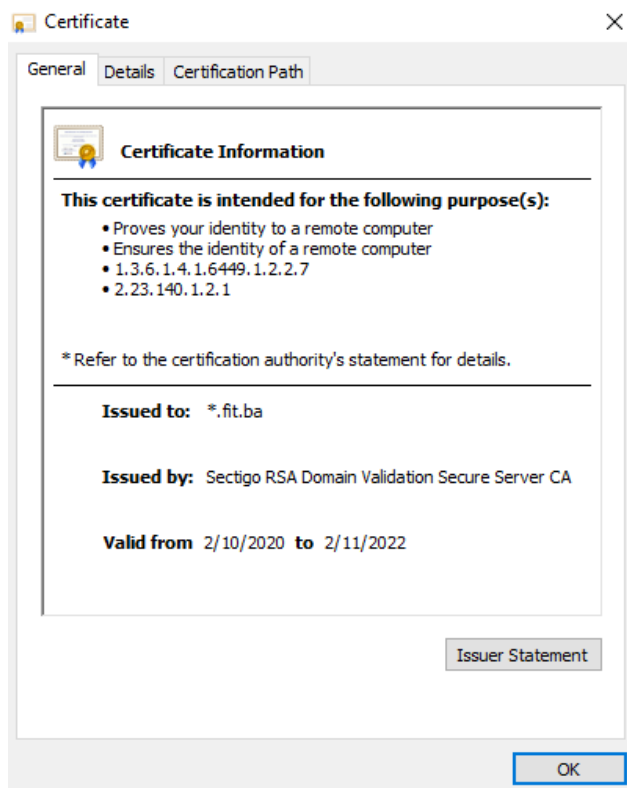 Certificate
General Details Certification Path
Certificate Information
This certificate is intended for the following purpose(s):
• Proves your identity to a remote computer
• Ensures the identity of a remote computer
• 1.3.6.1.4.1.6449.1.2.2.7
• 2.23.140.1.2.1
* Refer to the certification authority's statement for details.
Issued to: *.fit.ba
Issued by: Sectigo RSA Domain Validation Secure Server CA
Valid from 2/10/2020 to 2/11/2022
Issuer Statement
OK